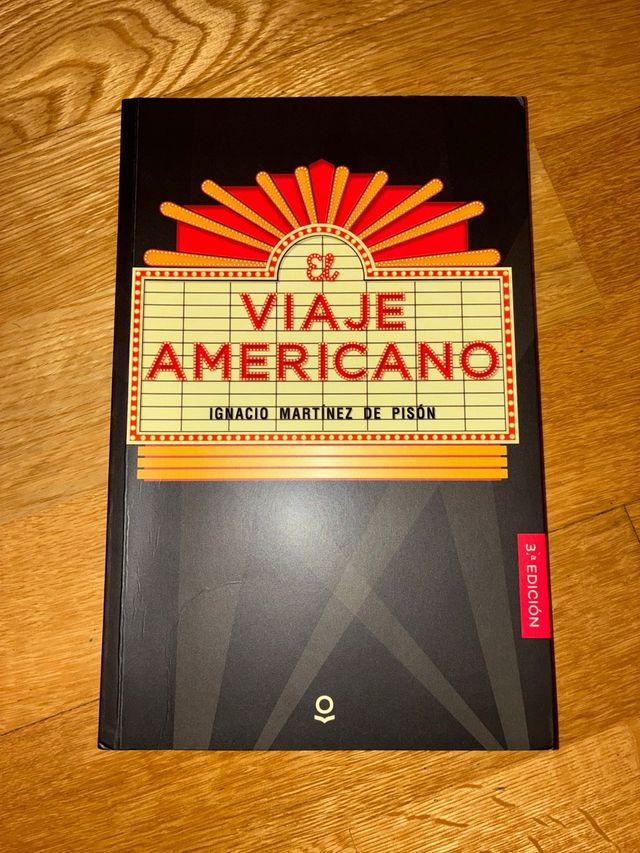 El
VIAJE
AMERICANO
IGNACIO MARTÍNEZ DE PISÓN
3.ª EDICIÓN